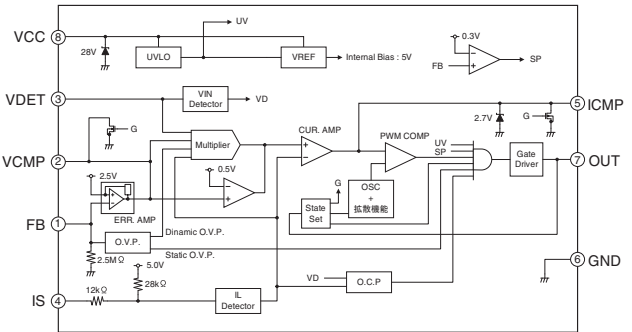 UV
VCC
8
28V
UVLO
VREF
Internal Bias : 5V
0.3V
FB
SP
VDET
3
VIN
Detector
VD
5
ICMP
2.7V
G
G
Multiplier
CUR. AMP
PWM COMP
UV
SP
VCMP
2
2.5V
0.5V
Gate
Driver
7
OUT
ERR. AMP
G
State
Set
OSC
+
拡散機能
FB
1
Dinamic O.V.P.
O.V.P.
Static O.V.P.
2.5MΩ
5.0V
28kΩ
6
GND
VD
O.C.P
IS
4
12kΩ
IL
Detector